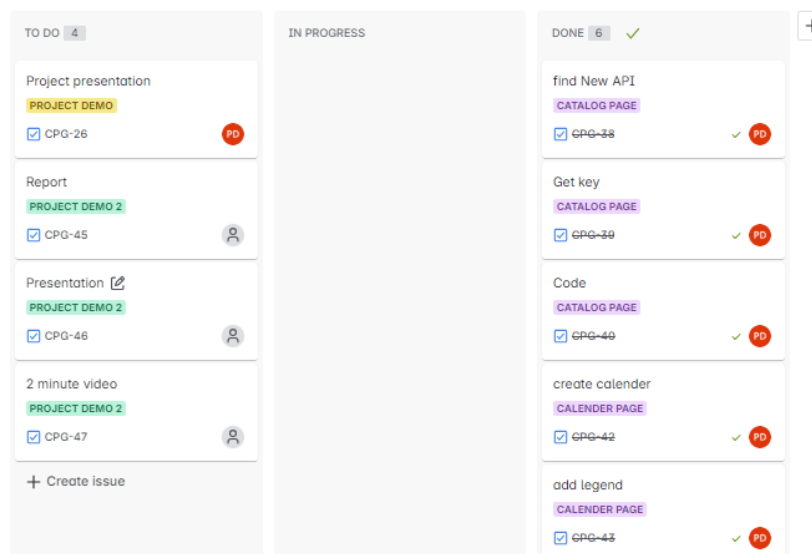 TO DO 4
Project presentation
PROJECT DEMO
CPG-26
PD
Report
PROJECT DEMO 2
CPG-45
Presentation
PROJECT DEMO 2
CPG-46
2 minute video
PROJECT DEMO 2
CPG-47
+ Create issue
IN PROGRESS
DONE 6
find New API
CATALOG PAGE
CPG-38
PD
Get key
CATALOG PAGE
CPG-39
PD
Code
CATALOG PAGE
CPG-40
PD
create calender
CALENDER PAGE
CPG-42
PD
add legend
CALENDER PAGE
CPG-43
PD